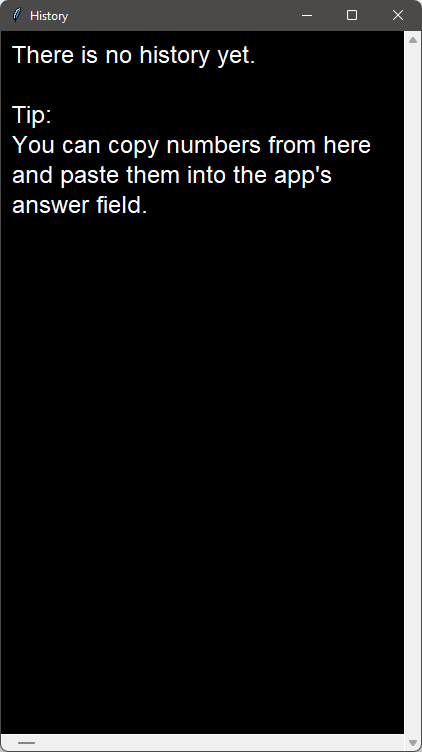 History
There is no history yet.
Tip:
You can copy numbers from here
and paste them into the app's
answer field.